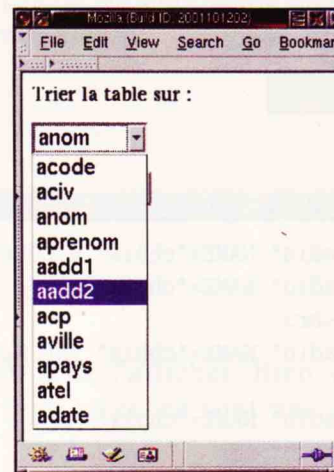 Mozilla {Build ID: 2001101202}
File Edit View Search Go Bookmar
Trier la table sur :
anom
acode
aciv
anom
aprenom
aadd1
aadd2
acp
aville
apays
atel
adate